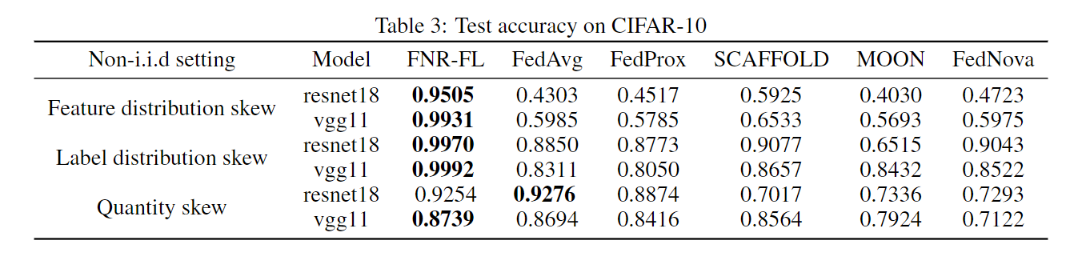 Table 3: Test accuracy on CIFAR-10
Non-i.i.d setting Model FNR-FL FedAvg FedProx SCAFFOLD MOON FedNova
Feature distribution skew resnet18 0.9505 0.4303 0.4517 0.5925 0.4030 0.4723
vgg11 0.9931 0.5985 0.5785 0.6533 0.5693 0.5975
Label distribution skew resnet18 0.9970 0.8850 0.8773 0.9077 0.6515 0.9043
vgg11 0.9992 0.8311 0.8050 0.8657 0.8432 0.8522
Quantity skew resnet18 0.9254 0.9276 0.8874 0.7017 0.7336 0.7293
vgg11 0.8739 0.8694 0.8416 0.8564 0.7924 0.7122